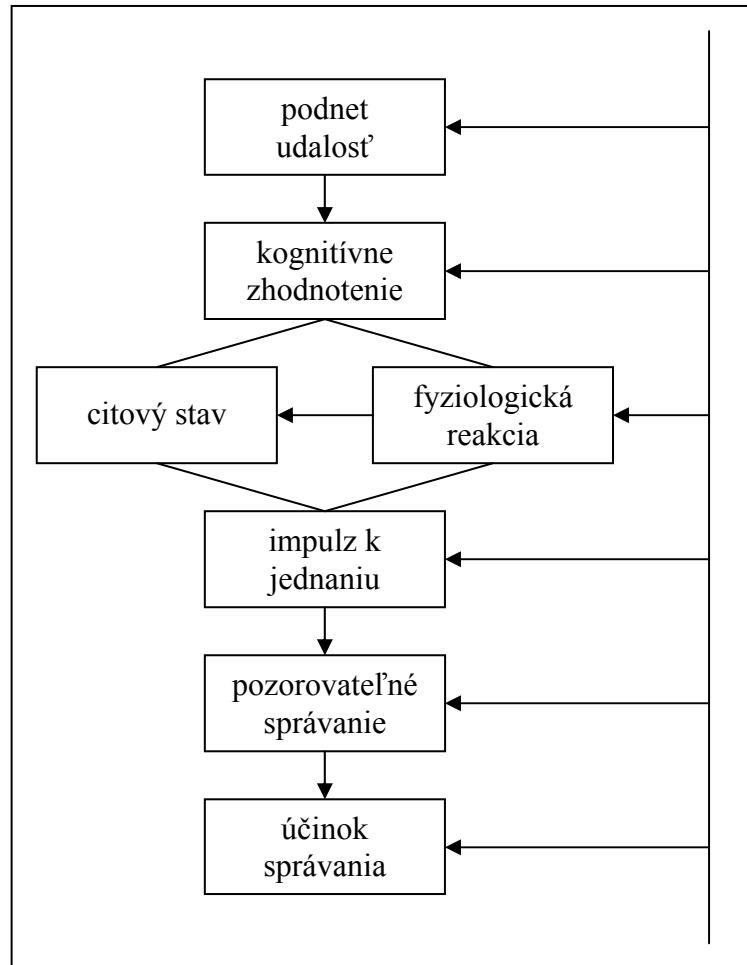 podnet
udalosť
kognitívne
zhodnotenie
citový stav
fyziologická
reakcia
impulz k
jednaniu
pozorovateľné
správanie
účinok
správania